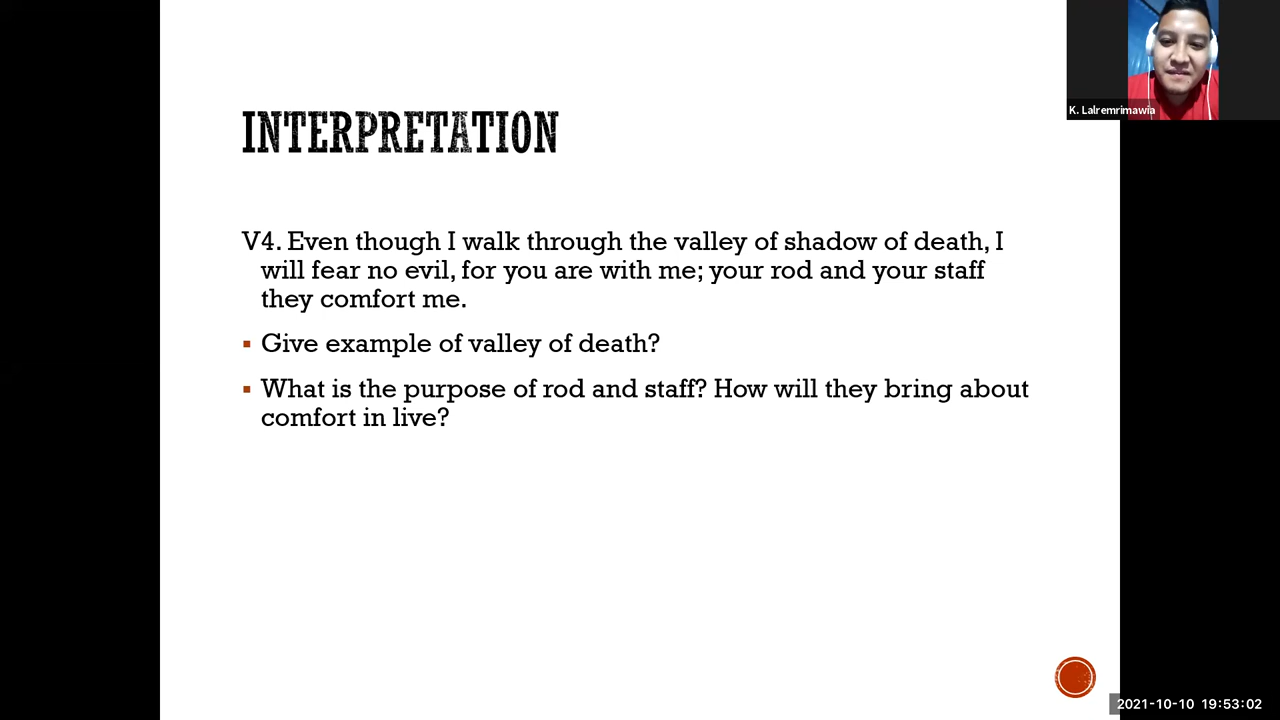 K. Lalremrimawia
INTERPRETATION
V4. Even though I walk through the valley of shadow of death, I
will fear no evil, for you are with me; your rod and your staff
they comfort me.
▪ Give example of valley of death?
▪ What is the purpose of rod and staff? How will they bring about
comfort in live?
2021-10-10 19:53:02